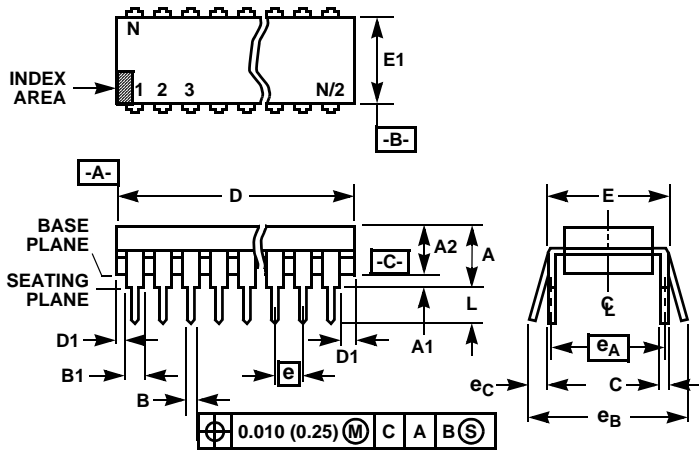 N
E1
INDEX
AREA
1 2 3 N/2
-B-
-A-
D
E
BASE
PLANE
A2
A
-C-
SEATING
PLANE
L
℄
D1
A1
D1
e
eA
B1
eC
C
B
eB
⌖ 0.010 (0.25) Ⓜ C A B Ⓢ